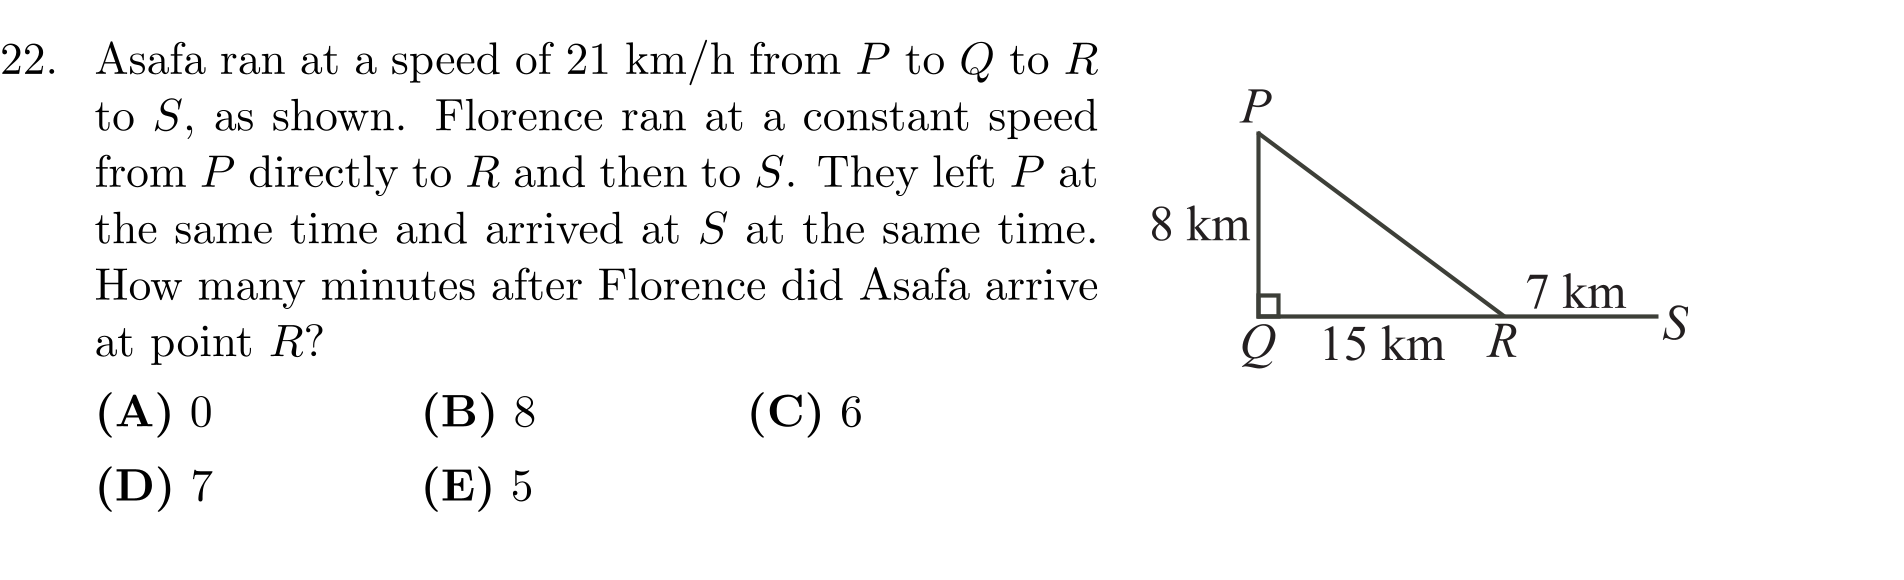 22. Asafa ran at a speed of 21 km/h from P to Q to R
to S, as shown. Florence ran at a constant speed
from P directly to R and then to S. They left P at
the same time and arrived at S at the same time.
How many minutes after Florence did Asafa arrive
at point R?
(A) 0 (B) 8 (C) 6
(D) 7 (E) 5
P
8 km
7 km
S
Q 15 km R